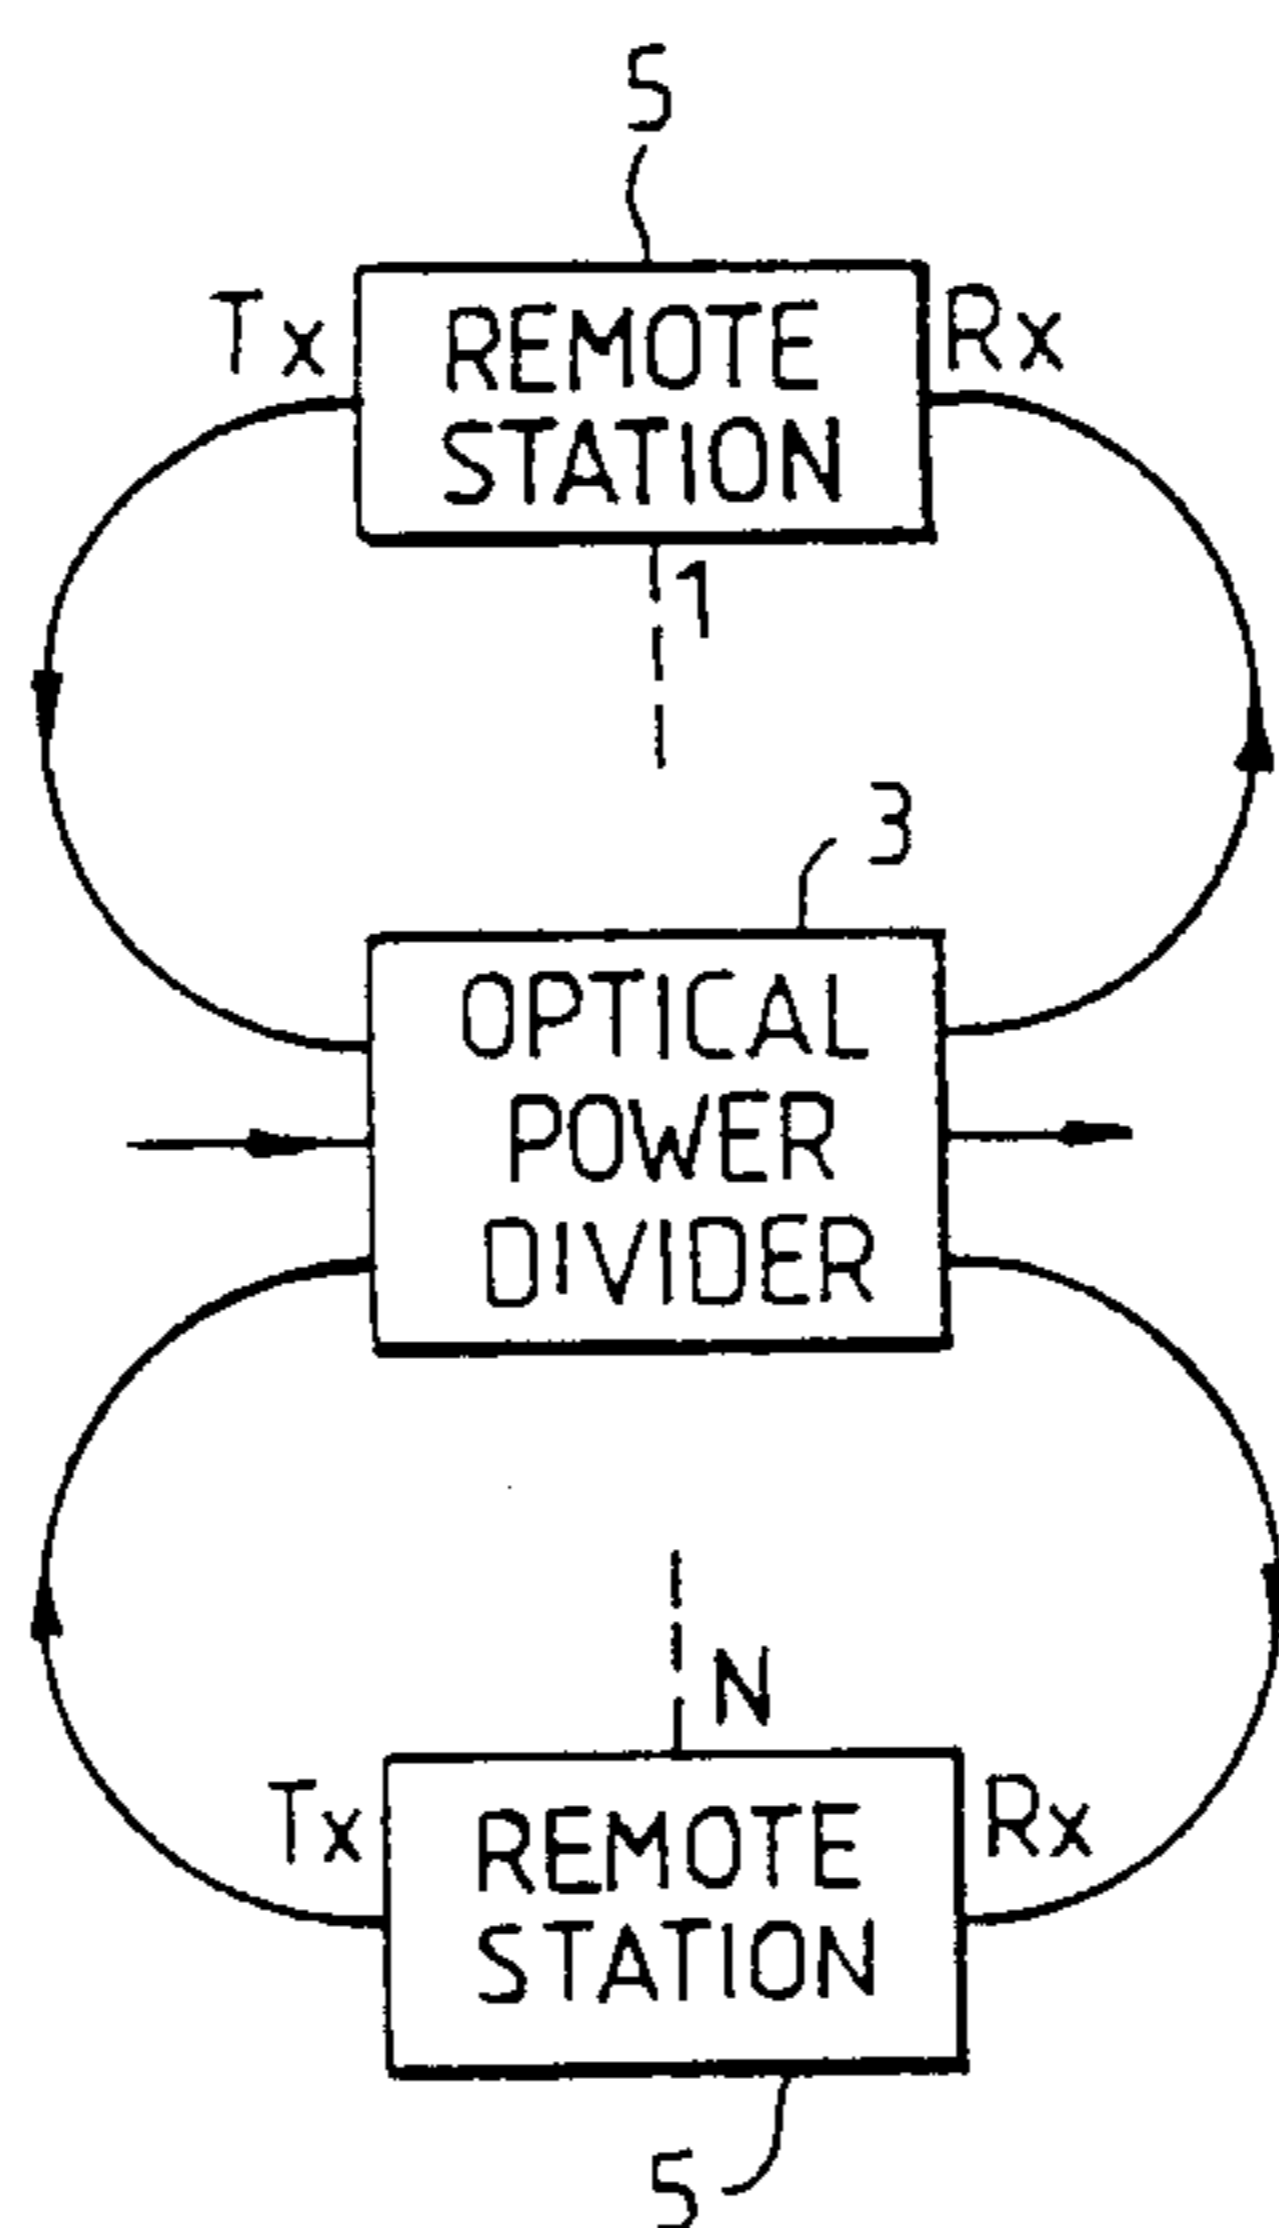 5
Tx
REMOTE
STATION
Rx
1
3
OPTICAL
POWER
DIVIDER
N
Tx
REMOTE
STATION
Rx
5